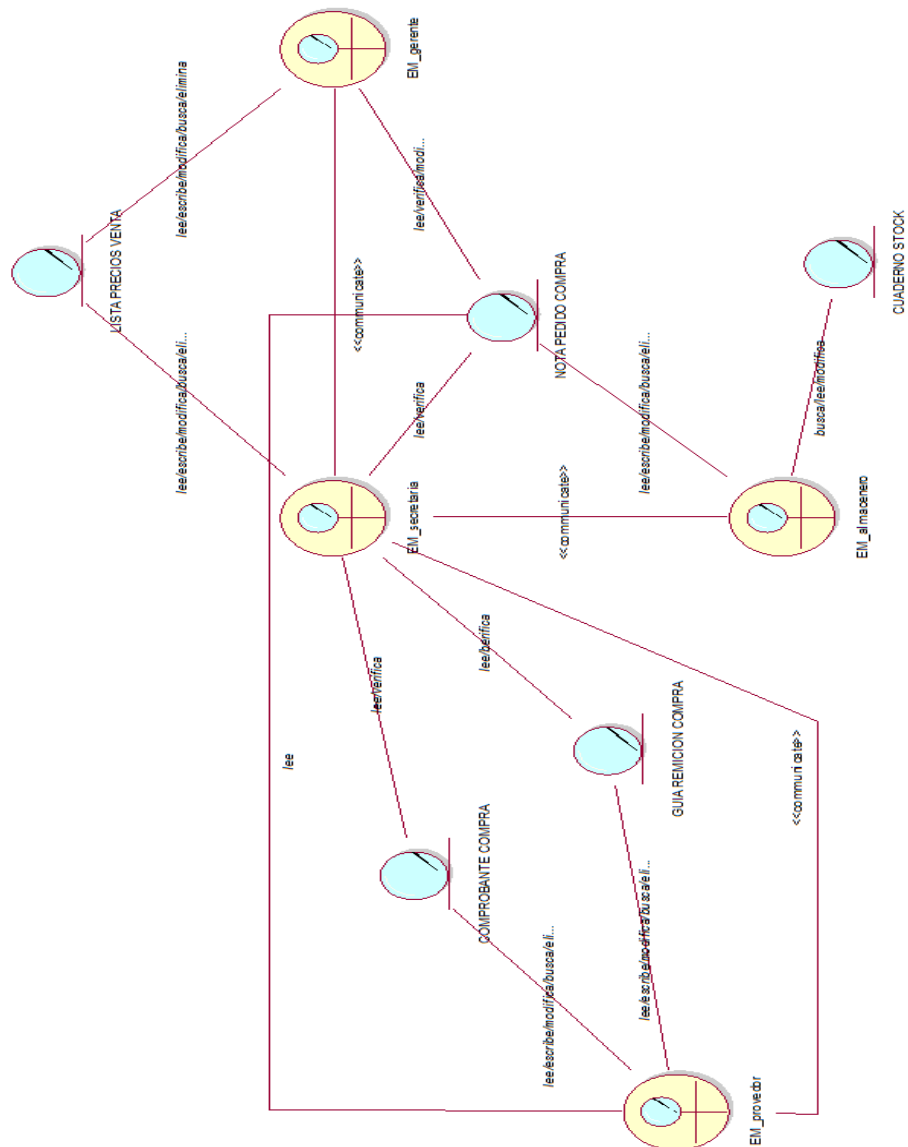 LISTA PRECIOS VENTA
lee/escribe/modifica/busca/elimina
EM_gerente
lee/escribe/modifica/busca/eli...
<<communicate>>
lee/verifica/modi...
lee/verifica
NOTA PEDIDO COMPRA
EM_secretaria
lee/escribe/modifica/busca/eli...
CUADERNO STOCK
busca/lee/modifica
<<communicate>>
EM_almacenero
lee
lee/verifica
lee/berifica
COMPROBANTE COMPRA
GUIA REMICION COMPRA
<<communicate>>
lee/escribe/modifica/busca/eli...
lee/escribe/modifica/busca/eli...
EM_provedor